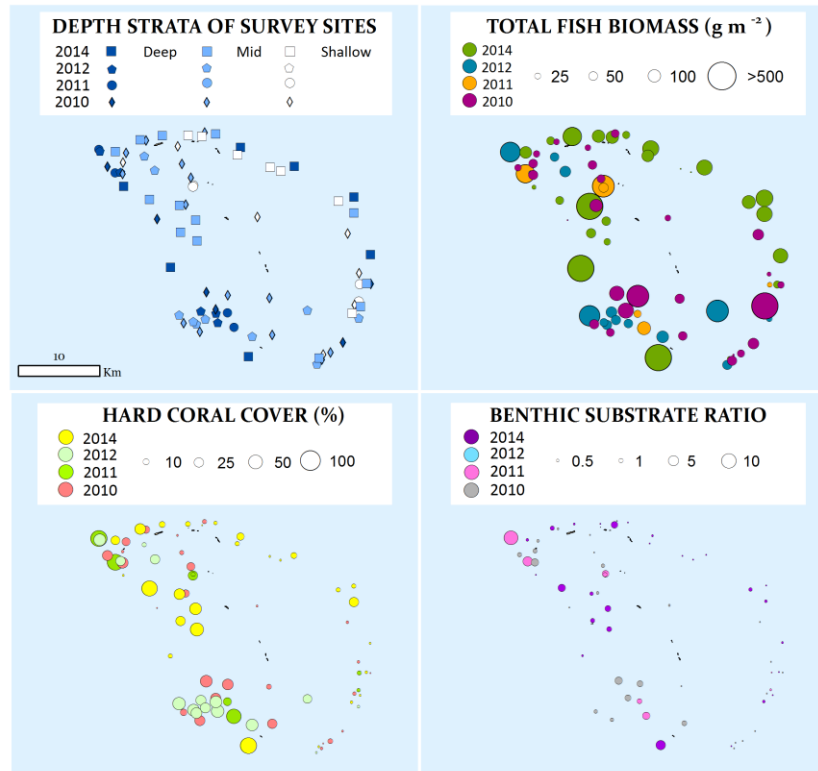 DEPTH STRATA OF SURVEY SITES
2014 Deep Mid Shallow
2012
2011
2010
10
Km
TOTAL FISH BIOMASS (g m ⁻²)
2014
2012
2011
2010
25 50 100 >500
HARD CORAL COVER (%)
2014
2012
2011
2010
10 25 50 100
BENTHIC SUBSTRATE RATIO
2014
2012
2011
2010
0.5 1 5 10